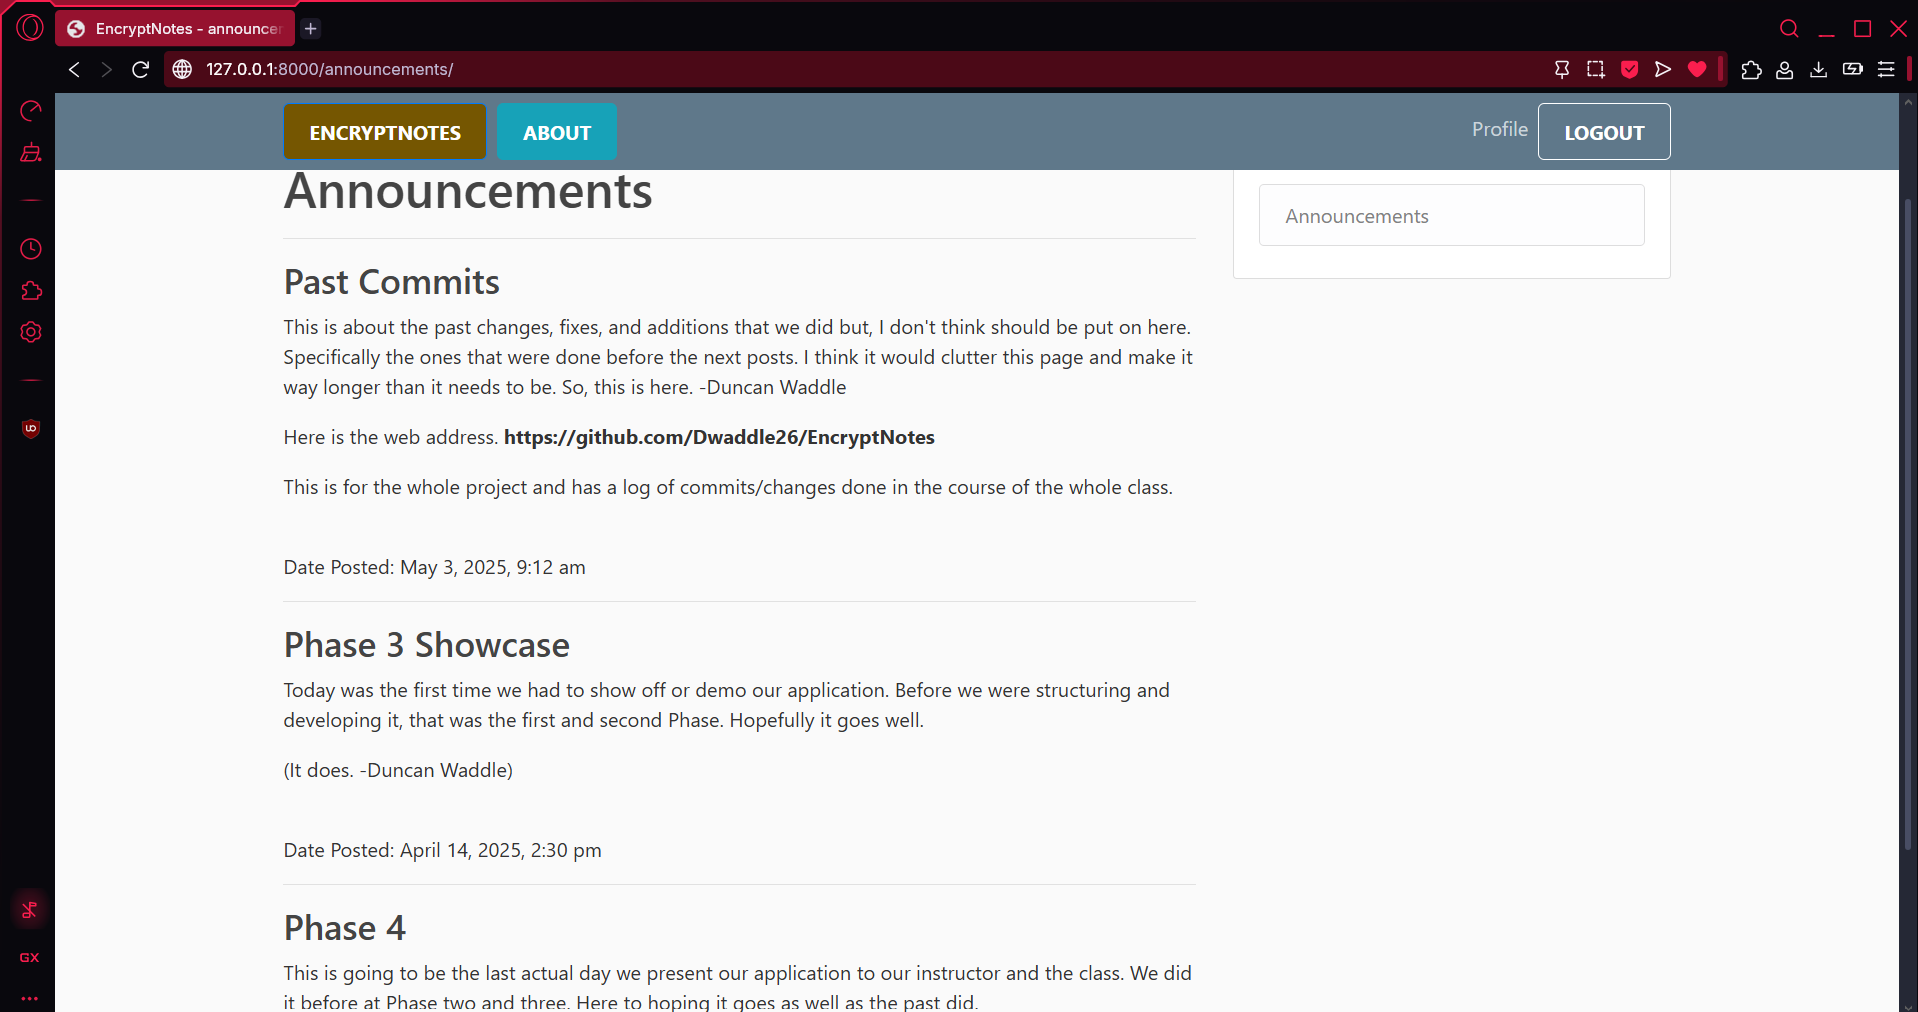 EncryptNotes - announce
127.0.0.1:8000/announcements/
ENCRYPTNOTES
ABOUT
Profile
LOGOUT
Announcements
Announcements
Past Commits
This is about the past changes, fixes, and additions that we did but, I don't think should be put on here.
Specifically the ones that were done before the next posts. I think it would clutter this page and make it
way longer than it needs to be. So, this is here. -Duncan Waddle
Here is the web address. https://github.com/Dwaddle26/EncryptNotes
This is for the whole project and has a log of commits/changes done in the course of the whole class.
Date Posted: May 3, 2025, 9:12 am
Phase 3 Showcase
Today was the first time we had to show off or demo our application. Before we were structuring and
developing it, that was the first and second Phase. Hopefully it goes well.
(It does. -Duncan Waddle)
Date Posted: April 14, 2025, 2:30 pm
Phase 4
This is going to be the last actual day we present our application to our instructor and the class. We did
it before at Phase two and three. Here to hoping it goes as well as the past did.
GX